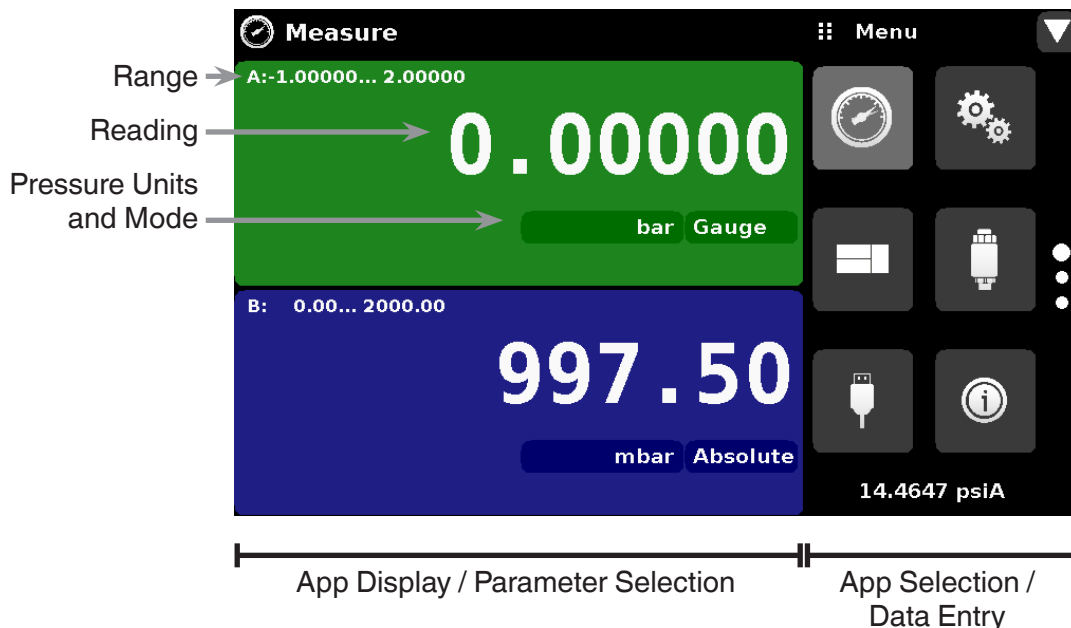 Measure
Menu
Range
A:-1.00000... 2.00000
Reading
0.00000
Pressure Units
and Mode
bar Gauge
B: 0.00... 2000.00
997.50
mbar Absolute
14.4647 psiA
App Display / Parameter Selection
App Selection /
Data Entry